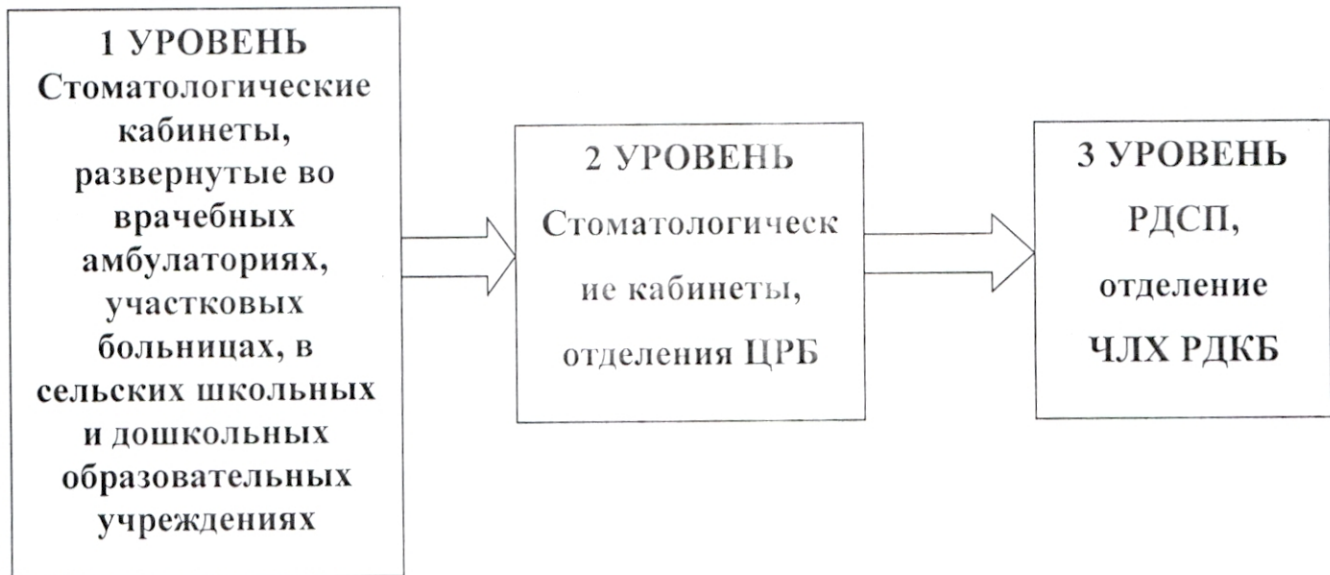 1 УРОВЕНЬ
Стоматологические
кабинеты,
развернутые во
врачебных
амбулаториях,
участковых
больницах, в
сельских школьных
и дошкольных
образовательных
учреждениях
2 УРОВЕНЬ
Стоматологическ
ие кабинеты,
отделения ЦРБ
3 УРОВЕНЬ
РДСП,
отделение
ЧЛХ РДКБ